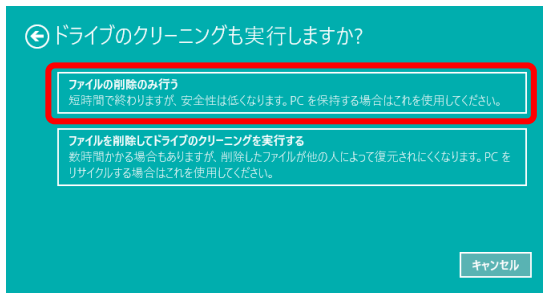 ドライブのクリーニングも実行しますか?
ファイルの削除のみ行う
短時間で終わりますが、安全性は低くなります。PC を保持する場合はこれを使用してください。
ファイルを削除してドライブのクリーニングを実行する
数時間かかる場合もありますが、削除したファイルが他の人によって復元されにくくなります。PC を
リサイクルする場合はこれを使用してください。
キャンセル